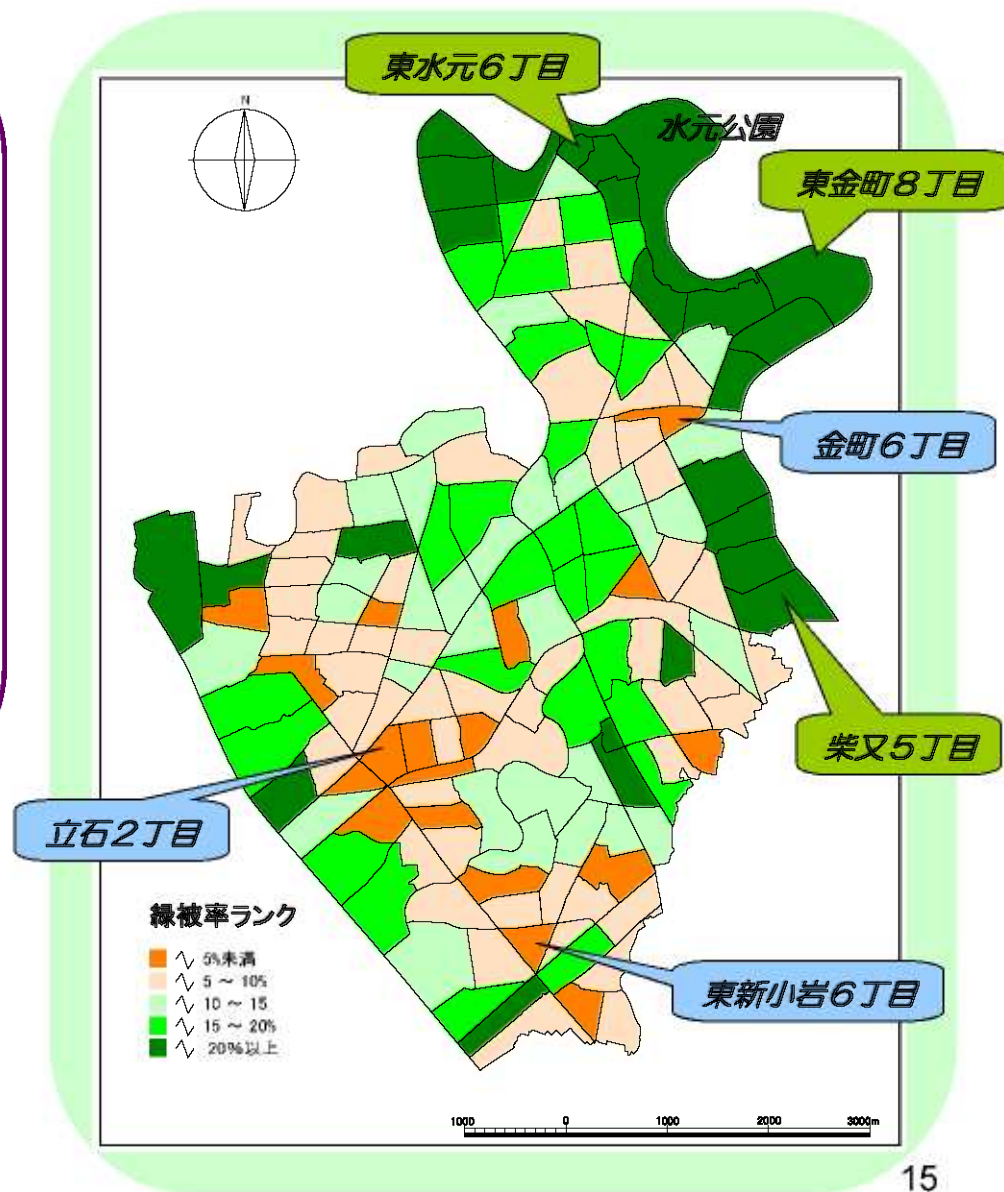 東水元６丁目
N
水元公園
東金町８丁目
金町６丁目
柴又５丁目
立石２丁目
緑被率ランク
5%未満
5 ～ 10%
10 ～ 15
15 ～ 20%
20%以上
東新小岩６丁目
1000 0 1000 2000 3000m
15